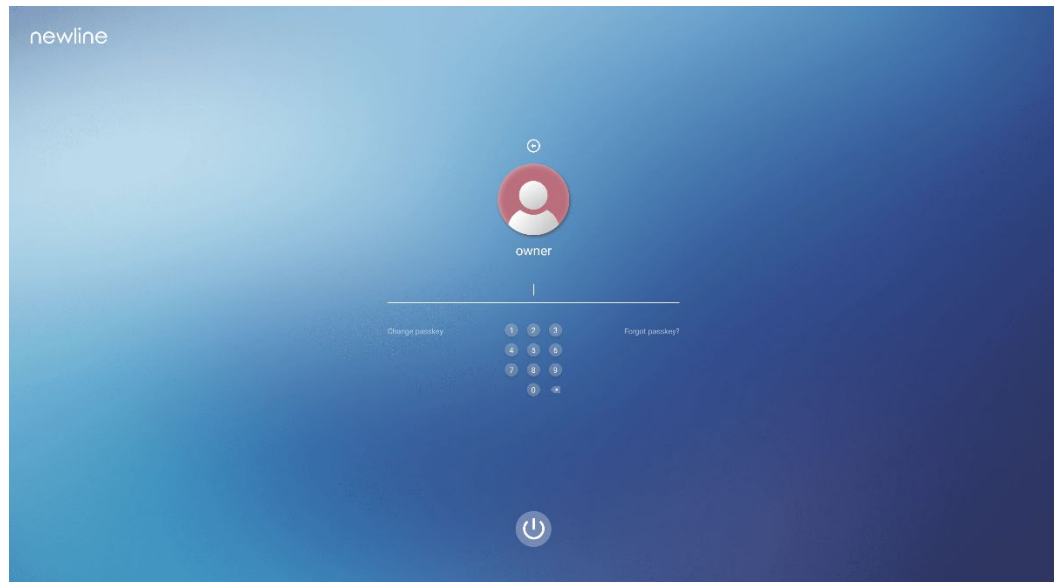 newline
owner
Change passkey
Forgot passkey?
1 2 3
4 5 6
7 8 9
0